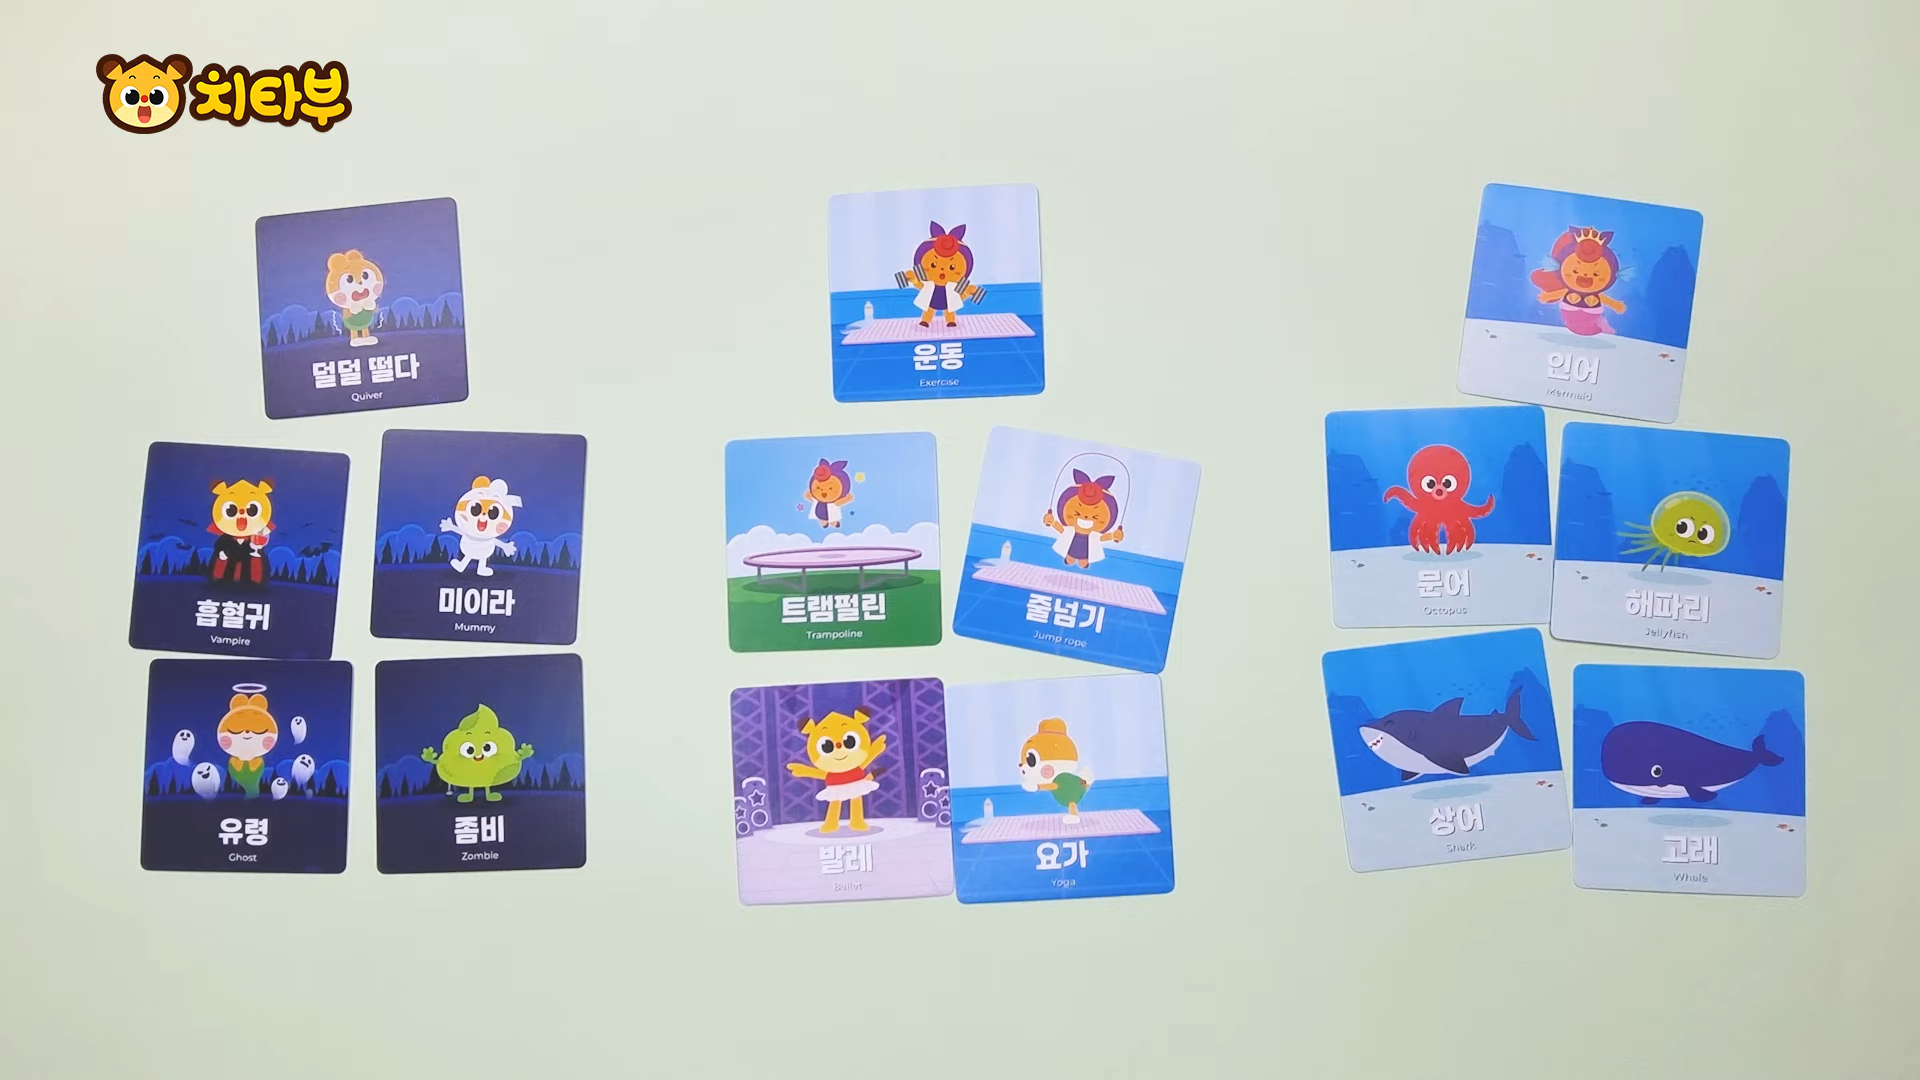 치타부
덜덜 떨다
Quiver
흡혈귀
Vampire
미이라
Mummy
유령
Ghost
좀비
Zombie
운동
Exercise
트램펄린
Trampoline
줄넘기
Jump rope
발레
Ballet
요가
Yoga
인어
Mermaid
문어
Octopus
해파리
Jellyfish
상어
Shark
고래
Whale